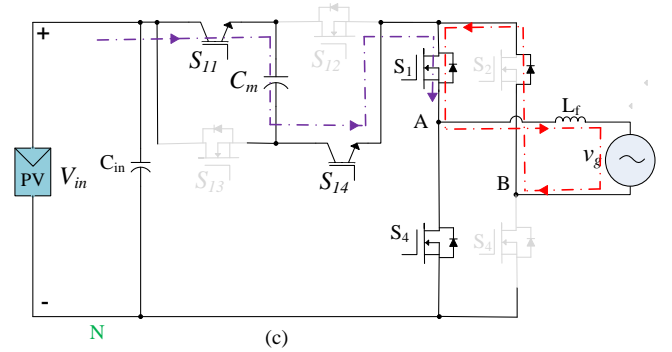 +
S11
S12
Cm
S1
S2
Lf
A
PV
Vin
Cin
S13
S14
vg
B
S4
S4
-
N
(c)